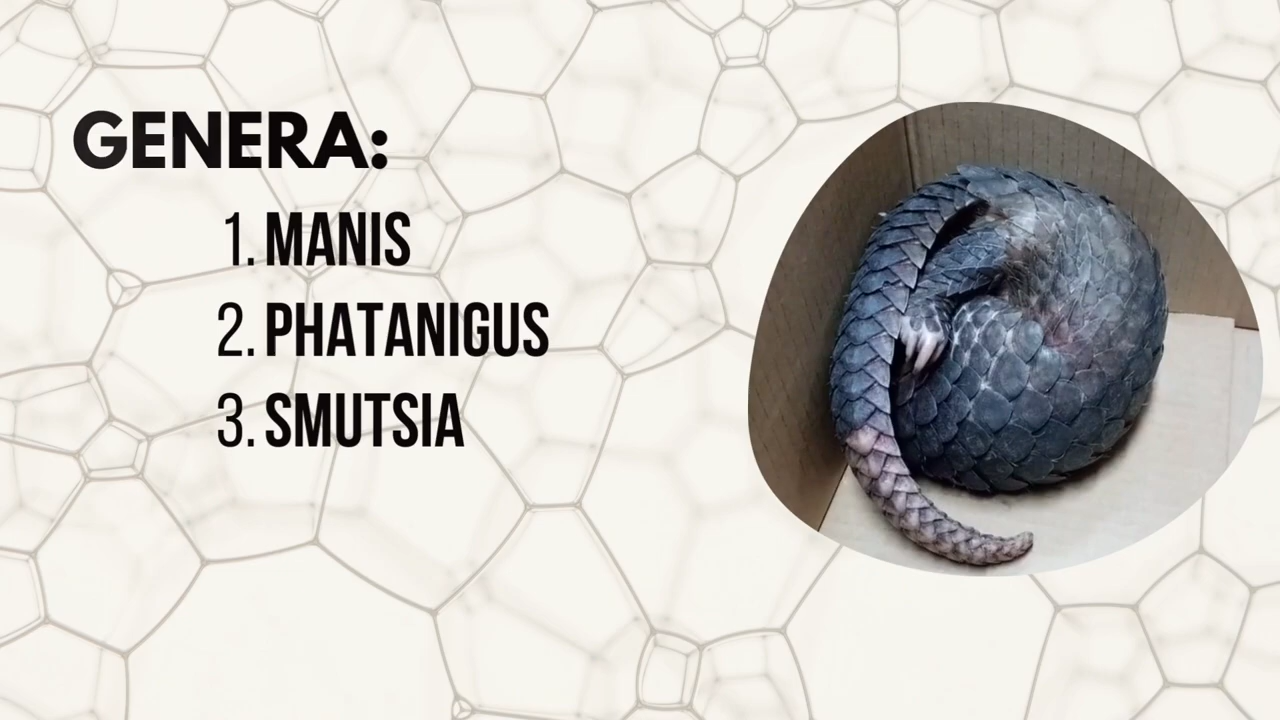 GENERA:
1. MANIS
2. PHATANIGUS
3. SMUTSIA